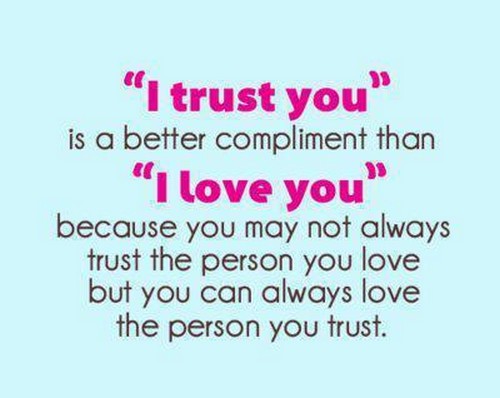 “I trust you”
is a better compliment than
“I love you”
because you may not always
trust the person you love
but you can always love
the person you trust.